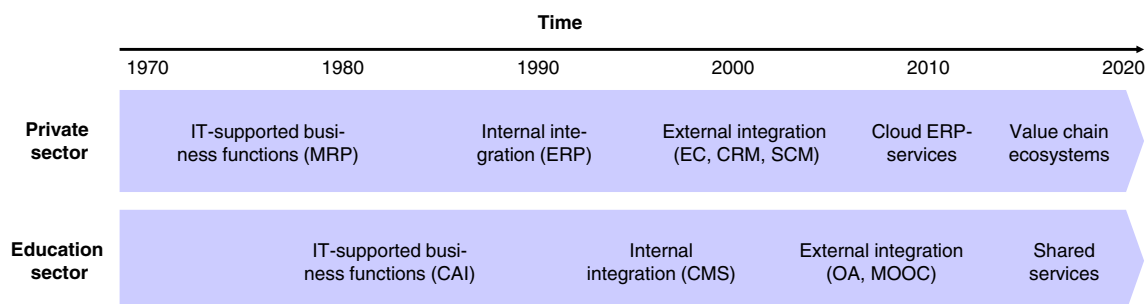 Time
1970 1980 1990 2000 2010 2020
Private
sector
IT-supported busi-
ness functions (MRP)
Internal inte-
gration (ERP)
External integration
(EC, CRM, SCM)
Cloud ERP-
services
Value chain
ecosystems
Education
sector
IT-supported busi-
ness functions (CAI)
Internal
integration (CMS)
External integration
(OA, MOOC)
Shared
services